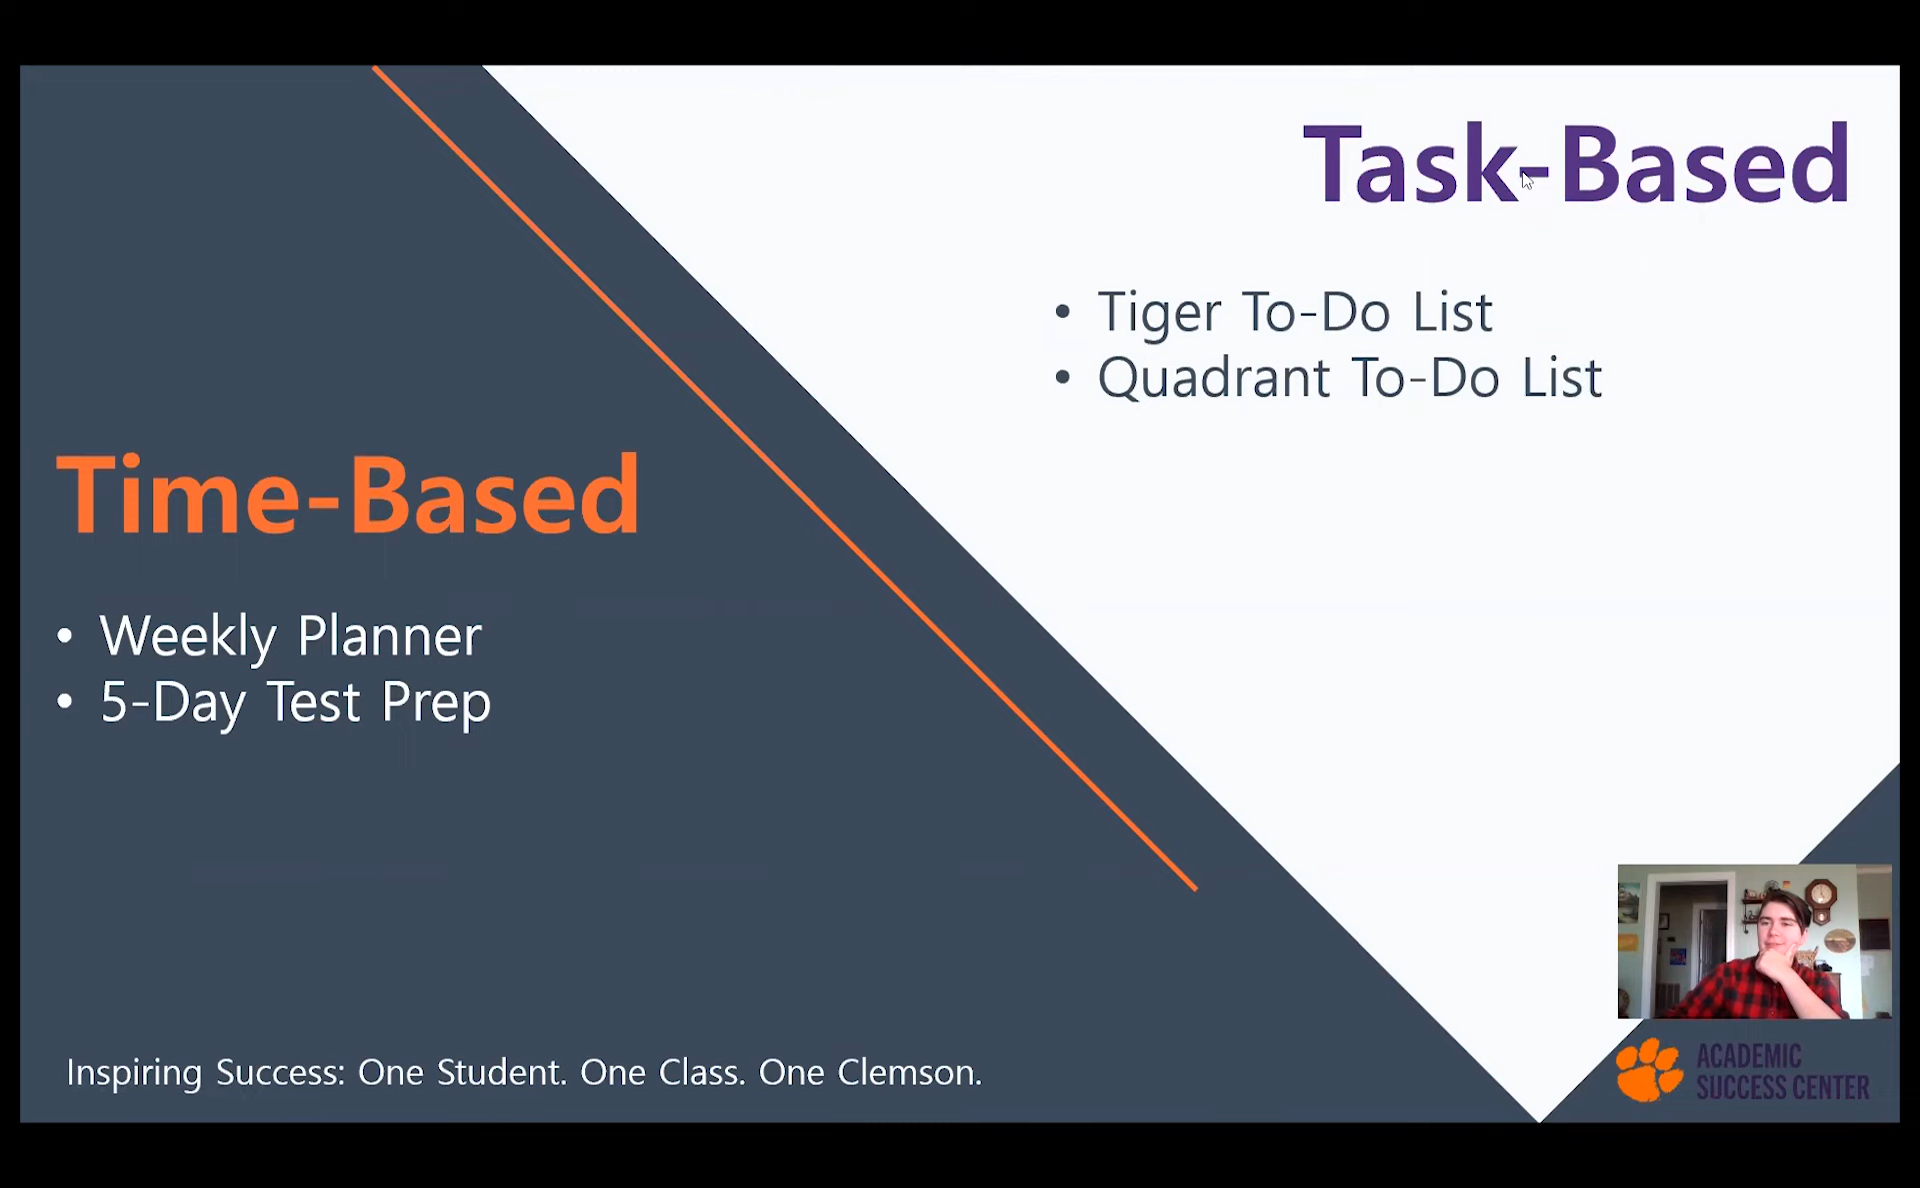 Task-Based
• Tiger To-Do List
• Quadrant To-Do List
Time-Based
• Weekly Planner
• 5-Day Test Prep
Inspiring Success: One Student. One Class. One Clemson.
ACADEMIC
SUCCESS CENTER